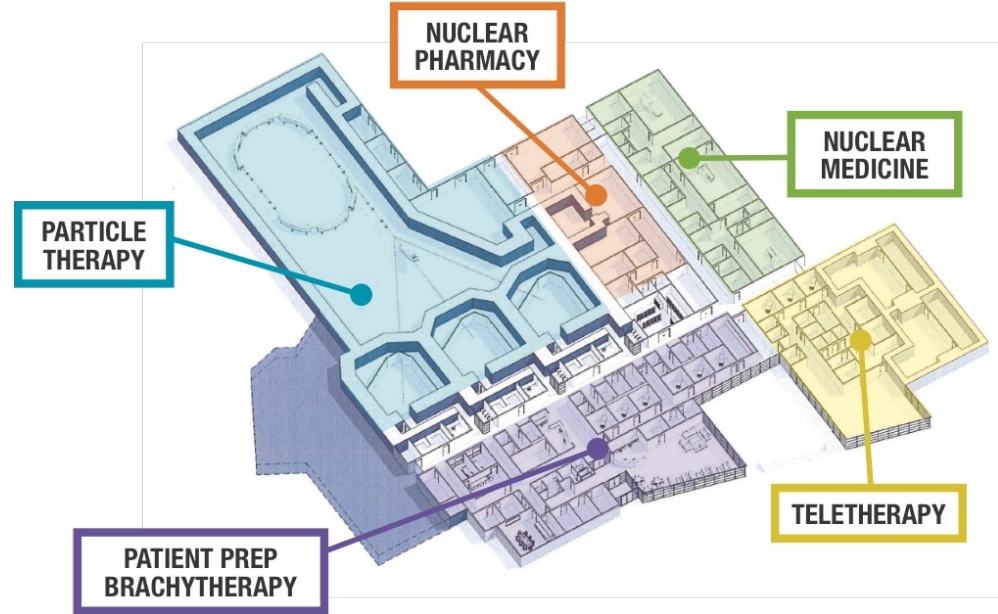 NUCLEAR
PHARMACY
NUCLEAR
MEDICINE
PARTICLE
THERAPY
TELETHERAPY
PATIENT PREP
BRACHYTHERAPY